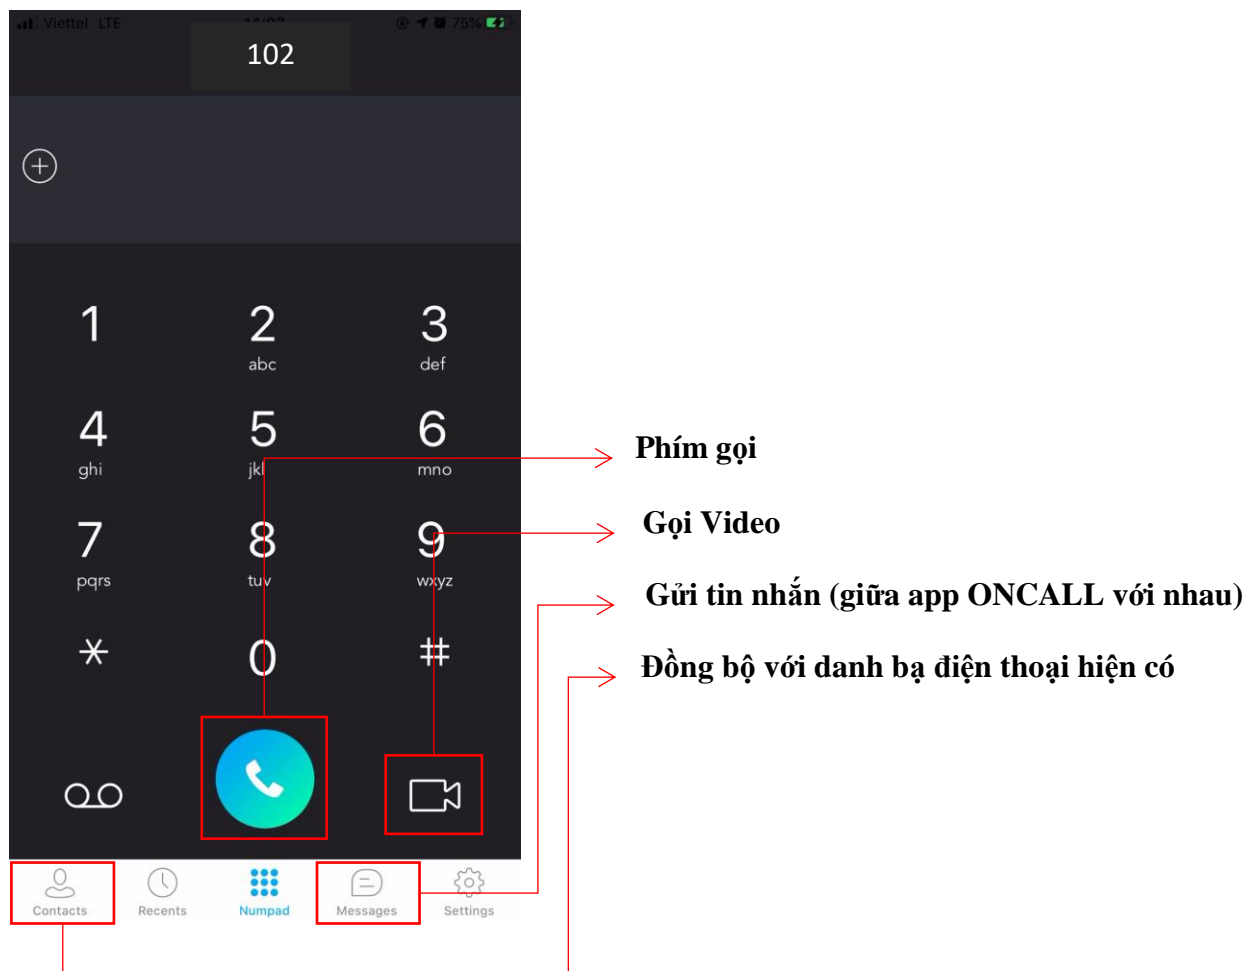 Viettel LTE
75%
102
1 2 3
abc def
4 5 6
ghi jkl mno
7 8 9
pqrs tuv wxyz
* 0 #
Contacts Recents Numpad Messages Settings
Phím gọi
Gọi Video
Gửi tin nhắn (giữa app ONCALL với nhau)
Đồng bộ với danh bạ điện thoại hiện có